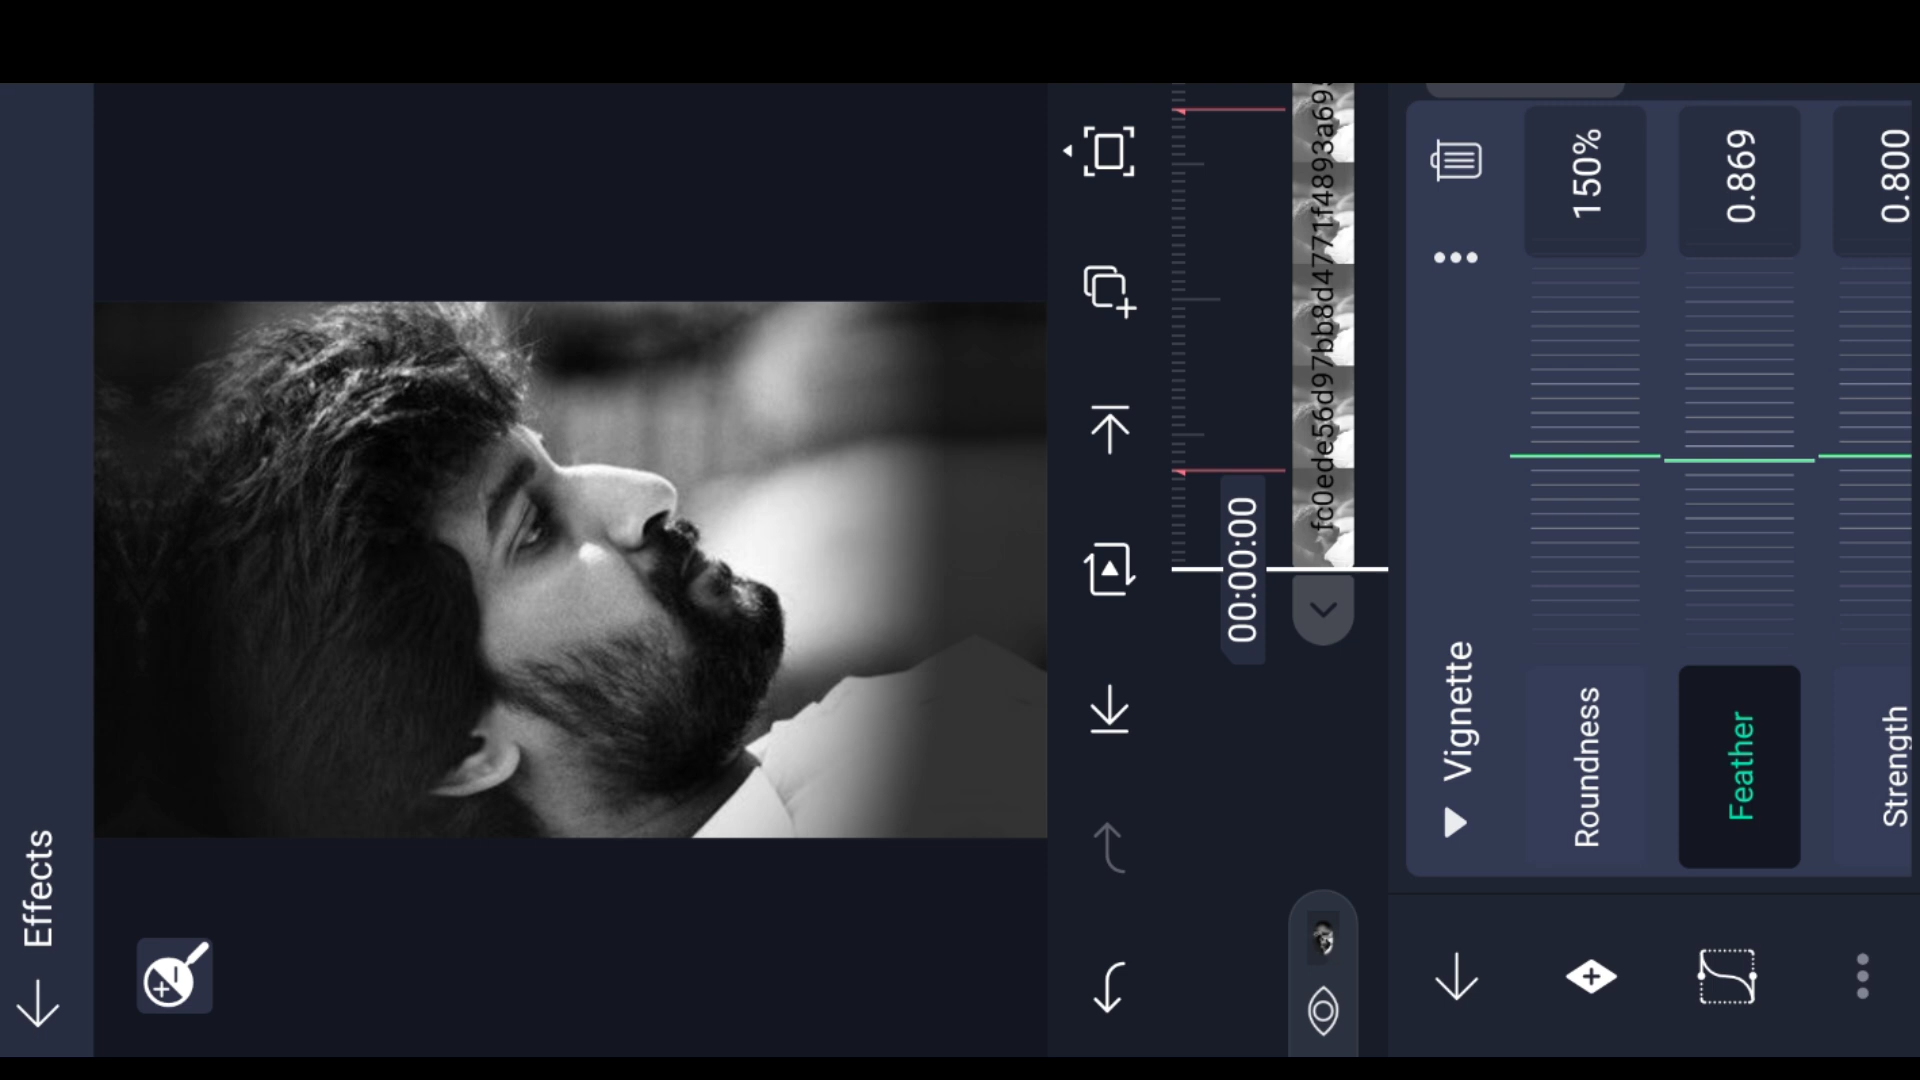 Effects
00:00:00
fc0ede56d97bb8d4771f4893a69
Vignette
Roundness
150%
Feather
0.869
Strength
0.800